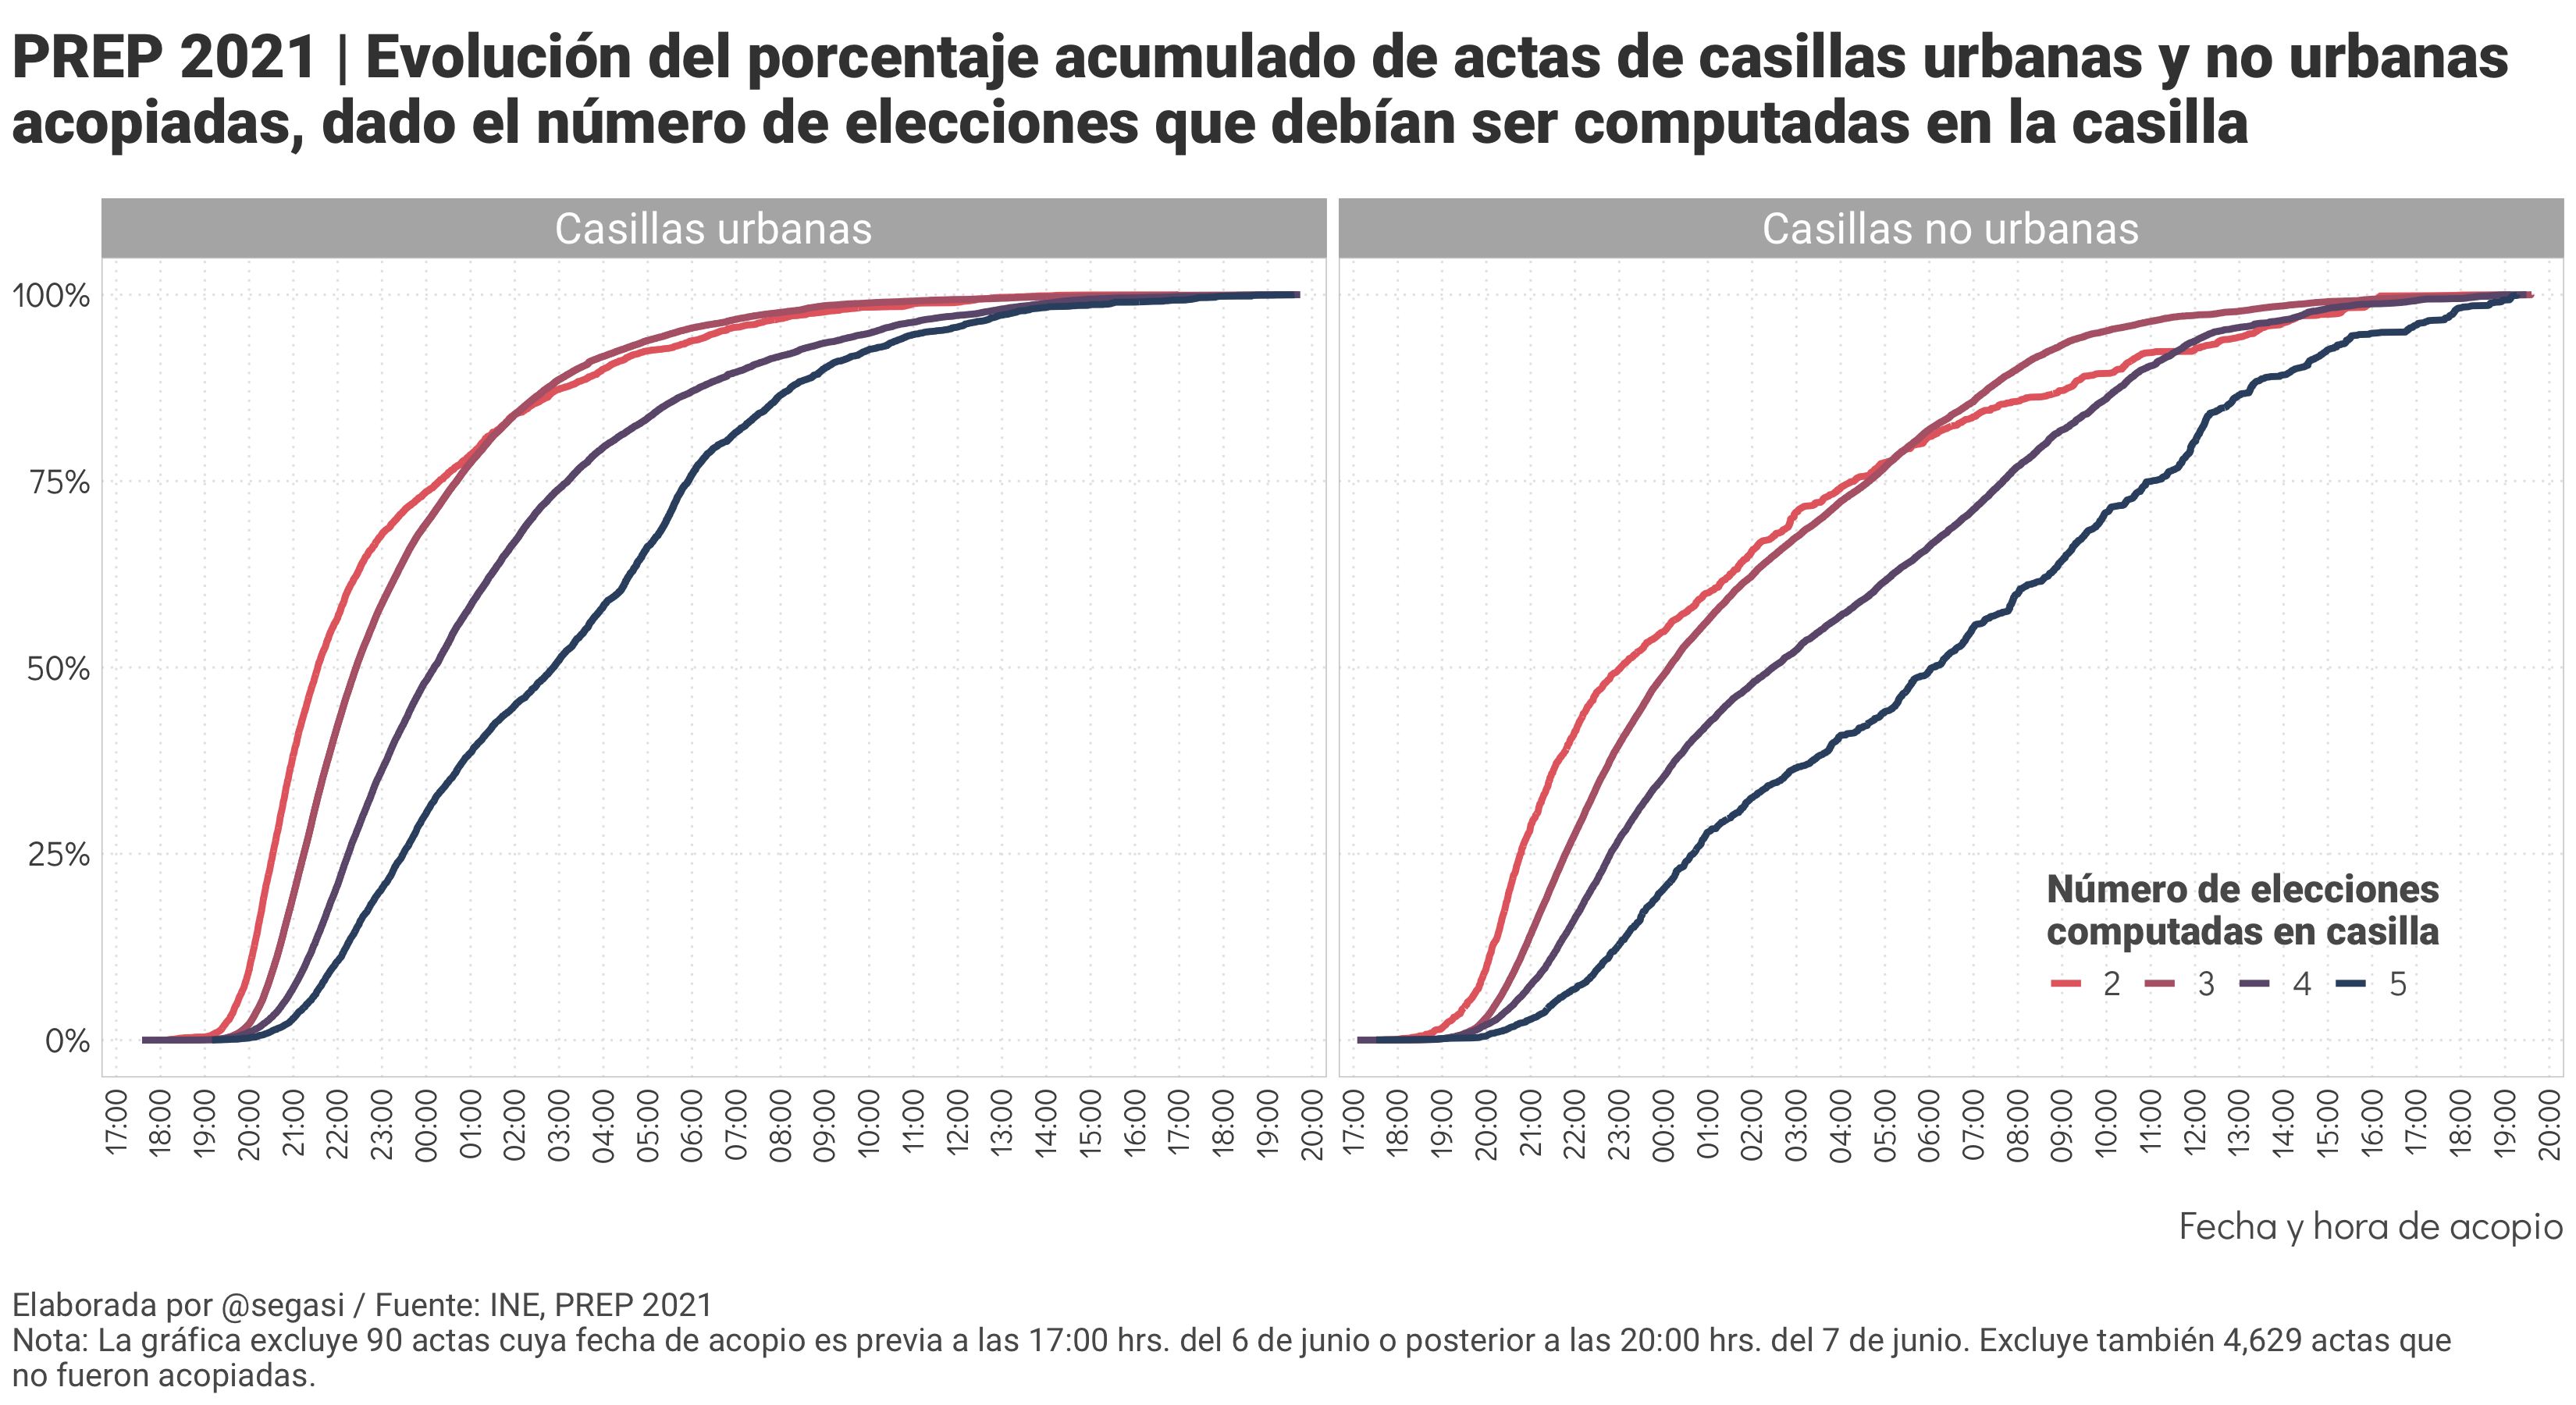 PREP 2021 | Evolución del porcentaje acumulado de actas de casillas urbanas y no urbanas
acopiadas, dado el número de elecciones que debían ser computadas en la casilla
Casillas urbanas
Casillas no urbanas
100%
75%
50%
25%
0%
Número de elecciones
computadas en casilla
2 3 4 5
17:00 18:00 19:00 20:00 21:00 22:00 23:00 00:00 01:00 02:00 03:00 04:00 05:00 06:00 07:00 08:00 09:00 10:00 11:00 12:00 13:00 14:00 15:00 16:00 17:00 18:00 19:00 20:00
17:00 18:00 19:00 20:00 21:00 22:00 23:00 00:00 01:00 02:00 03:00 04:00 05:00 06:00 07:00 08:00 09:00 10:00 11:00 12:00 13:00 14:00 15:00 16:00 17:00 18:00 19:00 20:00
Fecha y hora de acopio
Elaborada por @segasi / Fuente: INE, PREP 2021
Nota: La gráfica excluye 90 actas cuya fecha de acopio es previa a las 17:00 hrs. del 6 de junio o posterior a las 20:00 hrs. del 7 de junio. Excluye también 4,629 actas que
no fueron acopiadas.